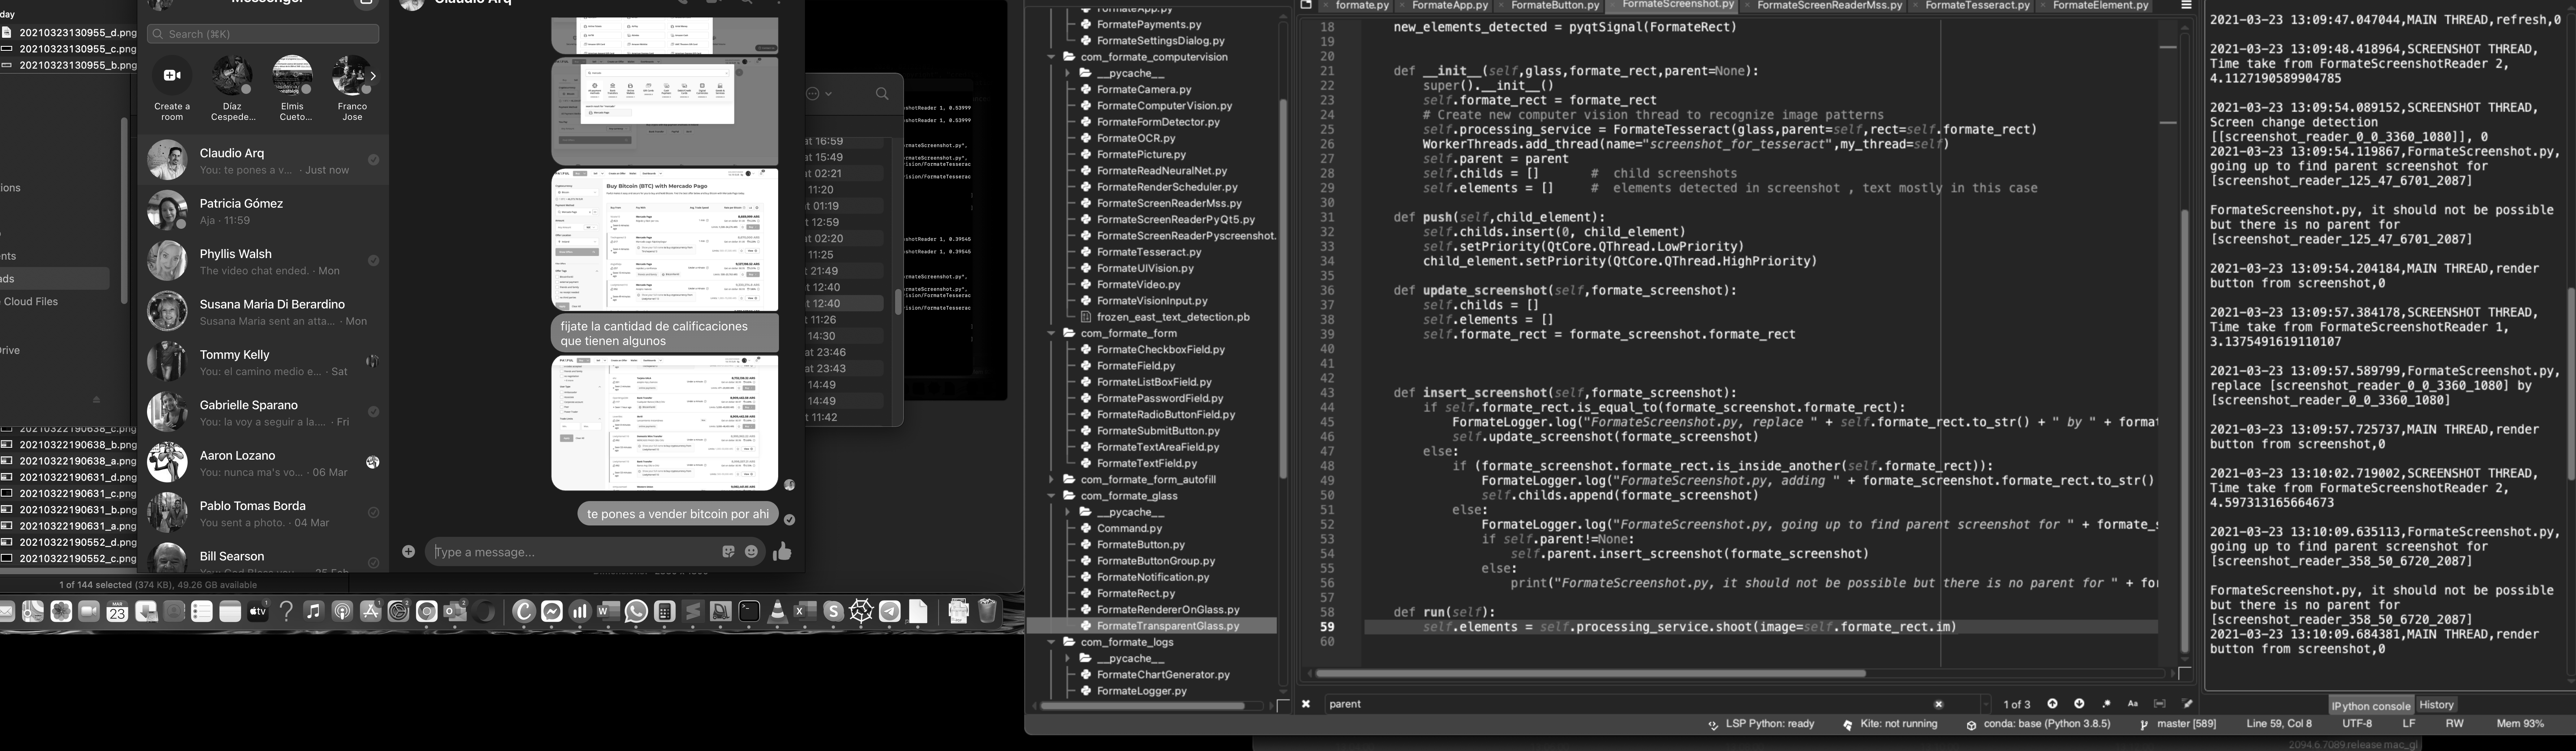 day
20210323130955_d.png
20210323130955_c.png
20210323130955_b.png
ions
ents
ads
Cloud Files
Drive
20210322190638_b.png
20210322190638_a.png
20210322190631_d.png
20210322190631_c.png
20210322190631_b.png
20210322190631_a.png
20210322190552_d.png
20210322190552_c.png
1 of 144 selected (374 KB), 49.26 GB available
Search (⌘K)
Create a room
Díaz Cespede...
Elmis Cueto...
Franco Jose
Claudio Arq
You: te pones a v... · Just now
Patricia Gómez
Aja · 11:59
Phyllis Walsh
The video chat ended. · Mon
Susana Maria Di Berardino
Susana Maria sent an atta... · Mon
Tommy Kelly
You: el camino medio e... · Sat
Gabrielle Sparano
You: la voy a seguir a la.... · Fri
Aaron Lozano
You: nunca ma's vo... · 06 Mar
Pablo Tomas Borda
You sent a photo. · 04 Mar
Bill Searson
Claudio Arq
Buy Bitcoin (BTC) with Mercado Pago
fijate la cantidad de calificaciones
que tienen algunos
te pones a vender bitcoin por ahi
Type a message...
at 16:59
at 15:49
at 02:21
11:20
at 01:19
12:59
at 02:20
11:25
at 21:49
12:40
12:40
t 11:26
14:30
at 23:46
at 23:43
14:49
14:49
t 11:42
MAR
23
tv
FormateApp.py
FormatePayments.py
FormateSettingsDialog.py
com_formate_computervision
__pycache__
FormateCamera.py
FormateComputerVision.py
FormateFormDetector.py
FormateOCR.py
FormatePicture.py
FormateReadNeuralNet.py
FormateRenderScheduler.py
FormateScreenReaderMss.py
FormateScreenReaderPyQt5.py
FormateScreenReaderPyscreenshot.
FormateTesseract.py
FormateUIVision.py
FormateVideo.py
FormateVisionInput.py
frozen_east_text_detection.pb
com_formate_form
FormateCheckboxField.py
FormateField.py
FormateListBoxField.py
FormatePasswordField.py
FormateRadioButtonField.py
FormateSubmitButton.py
FormateTextAreaField.py
FormateTextField.py
com_formate_form_autofill
com_formate_glass
__pycache__
Command.py
FormateButton.py
FormateButtonGroup.py
FormateNotification.py
FormateRect.py
FormateRendererOnGlass.py
FormateTransparentGlass.py
com_formate_logs
__pycache__
FormateChartGenerator.py
FormateLogger.py
formate.py FormateApp.py FormateButton.py FormateScreenshot.py FormateScreenReaderMss.py FormateTesseract.py FormateElement.py
18 new_elements_detected = pyqtSignal(FormateRect)
19
20
21 def __init__(self,glass,formate_rect,parent=None):
22 super().__init__()
23 self.formate_rect = formate_rect
24 # Create new computer vision thread to recognize image patterns
25 self.processing_service = FormateTesseract(glass,parent=self,rect=self.formate_rect)
26 WorkerThreads.add_thread(name="screenshot_for_tesseract",my_thread=self)
27 self.parent = parent
28 self.childs = [] # child screenshots
29 self.elements = [] # elements detected in screenshot , text mostly in this case
30
31 def push(self,child_element):
32 self.childs.insert(0, child_element)
33 self.setPriority(QtCore.QThread.LowPriority)
34 child_element.setPriority(QtCore.QThread.HighPriority)
35
36 def update_screenshot(self,formate_screenshot):
37 self.childs = []
38 self.elements = []
39 self.formate_rect = formate_screenshot.formate_rect
40
41
42
43 def insert_screenshot(self,formate_screenshot):
44 if self.formate_rect.is_equal_to(formate_screenshot.formate_rect):
45 FormateLogger.log("FormateScreenshot.py, replace " + self.formate_rect.to_str() + " by " + format
46 self.update_screenshot(formate_screenshot)
47 else:
48 if (formate_screenshot.formate_rect.is_inside_another(self.formate_rect)):
49 FormateLogger.log("FormateScreenshot.py, adding " + formate_screenshot.formate_rect.to_str()
50 self.childs.append(formate_screenshot)
51 else:
52 FormateLogger.log("FormateScreenshot.py, going up to find parent screenshot for " + formate_s
53 if self.parent!=None:
54 self.parent.insert_screenshot(formate_screenshot)
55 else:
56 print("FormateScreenshot.py, it should not be possible but there is no parent for " + for
57
58 def run(self):
59 self.elements = self.processing_service.shoot(image=self.formate_rect.im)
60
parent
1 of 3
Aa
2021-03-23 13:09:47.047044,MAIN THREAD,refresh,0
2021-03-23 13:09:48.418964,SCREENSHOT THREAD,
Time take from FormateScreenshotReader 2,
4.1127190589904785
2021-03-23 13:09:54.089152,SCREENSHOT THREAD,
Screen change detection
[[screenshot_reader_0_0_3360_1080]], 0
2021-03-23 13:09:54.119867,FormateScreenshot.py,
going up to find parent screenshot for
[screenshot_reader_125_47_6701_2087]
FormateScreenshot.py, it should not be possible
but there is no parent for
[screenshot_reader_125_47_6701_2087]
2021-03-23 13:09:54.204184,MAIN THREAD,render
button from screenshot,0
2021-03-23 13:09:57.384178,SCREENSHOT THREAD,
Time take from FormateScreenshotReader 1,
3.1375491619110107
2021-03-23 13:09:57.589799,FormateScreenshot.py,
replace [screenshot_reader_0_0_3360_1080] by
[screenshot_reader_0_0_3360_1080]
2021-03-23 13:09:57.725737,MAIN THREAD,render
button from screenshot,0
2021-03-23 13:10:02.719002,SCREENSHOT THREAD,
Time take from FormateScreenshotReader 2,
4.597313165664673
2021-03-23 13:10:09.635113,FormateScreenshot.py,
going up to find parent screenshot for
[screenshot_reader_358_50_6720_2087]
FormateScreenshot.py, it should not be possible
but there is no parent for
[screenshot_reader_358_50_6720_2087]
2021-03-23 13:10:09.684381,MAIN THREAD,render
button from screenshot,0
IPython console History
LSP Python: ready Kite: not running conda: base (Python 3.8.5) master [589] Line 59, Col 8 UTF-8 LF RW Mem 93%
2094.6.7089.release mac_gl